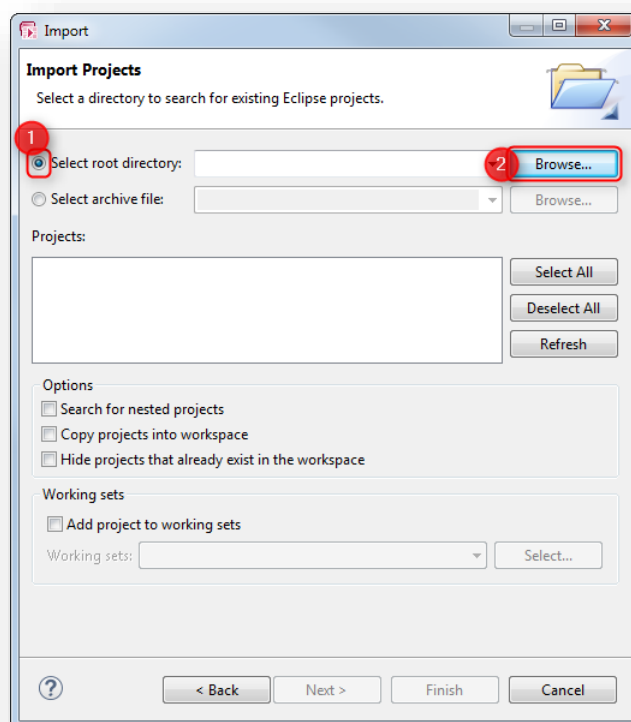 Import
Import Projects
Select a directory to search for existing Eclipse projects.
1
Select root directory:
2
Browse...
Select archive file:
Browse...
Projects:
Select All
Deselect All
Refresh
Options
Search for nested projects
Copy projects into workspace
Hide projects that already exist in the workspace
Working sets
Add project to working sets
Working sets:
Select...
?
< Back
Next >
Finish
Cancel